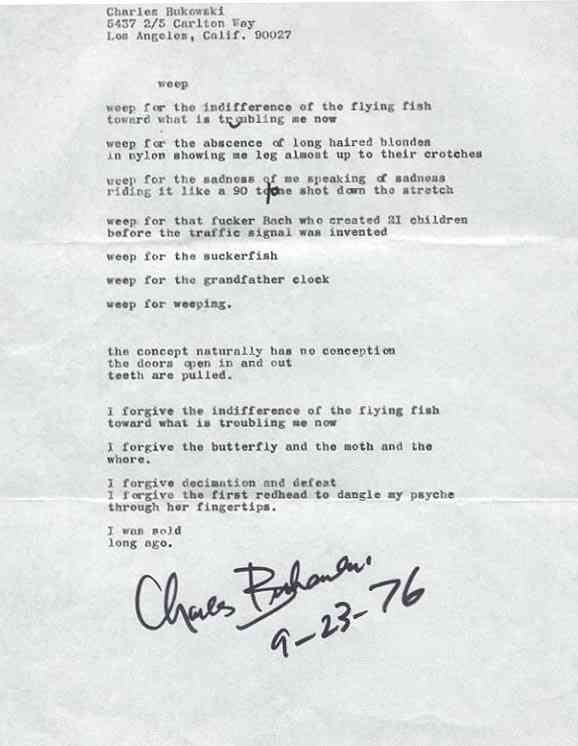 Charles Bukowski
5437 2/5 Carlton Way
Los Angeles, Calif. 90027
weep
weep for the indifference of the flying fish
toward what is troubling me now
weep for the abscence of long haired blondes
in nylon showing me leg almost up to their crotches
weep for the sadness of me speaking of sadness
riding it like a 90 to one shot down the stretch
weep for that fucker Bach who created 21 children
before the traffic signal was invented
weep for the suckerfish
weep for the grandfather clock
weep for weeping.
the concept naturally has no conception
the doors open in and out
teeth are pulled.
I forgive the indifference of the flying fish
toward what is troubling me now
I forgive the butterfly and the moth and the
whore.
I forgive decimation and defeat
I forgive the first redhead to dangle my psyche
through her fingertips.
I was sold
long ago.
Charles Bukowski
9-23-76